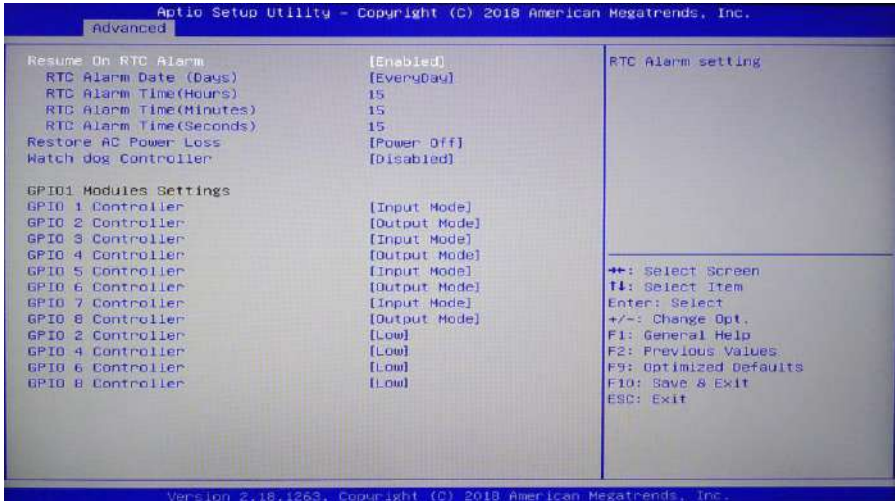 Aptio Setup Utility – Copyright (C) 2018 American Megatrends, Inc.
Advanced
Resume On RTC Alarm [Enabled]
RTC Alarm Date (Days) [EveryDay]
RTC Alarm Time(Hours) 15
RTC Alarm Time(Minutes) 15
RTC Alarm Time(Seconds) 15
Restore AC Power Loss [Power Off]
Watch dog Controller [Disabled]
GPIO1 Modules Settings
GPIO 1 Controller [Input Mode]
GPIO 2 Controller [Output Mode]
GPIO 3 Controller [Input Mode]
GPIO 4 Controller [Output Mode]
GPIO 5 Controller [Input Mode]
GPIO 6 Controller [Output Mode]
GPIO 7 Controller [Input Mode]
GPIO 8 Controller [Output Mode]
GPIO 2 Controller [Low]
GPIO 4 Controller [Low]
GPIO 6 Controller [Low]
GPIO 8 Controller [Low]
RTC Alarm setting
→←: Select Screen
↑↓: Select Item
Enter: Select
+/-: Change Opt.
F1: General Help
F2: Previous Values
F9: Optimized Defaults
F10: Save & Exit
ESC: Exit
Version 2.18.1263. Copyright (C) 2018 American Megatrends, Inc.